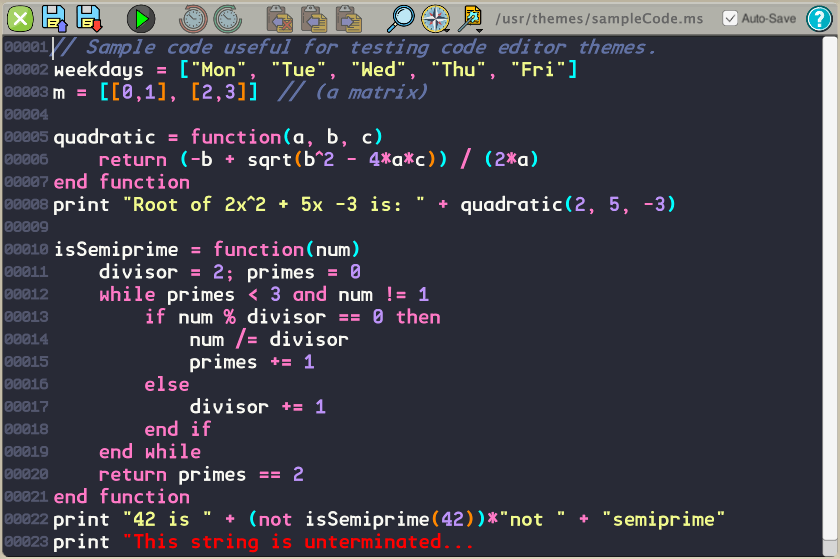 /usr/themes/sampleCode.ms Auto-Save ?
00001 // Sample code useful for testing code editor themes.
00002 weekdays = ["Mon", "Tue", "Wed", "Thu", "Fri"]
00003 m = [[0,1], [2,3]]  // (a matrix)
00004
00005 quadratic = function(a, b, c)
00006     return (-b + sqrt(b^2 - 4*a*c)) / (2*a)
00007 end function
00008 print "Root of 2x^2 + 5x -3 is: " + quadratic(2, 5, -3)
00009
00010 isSemiprime = function(num)
00011     divisor = 2; primes = 0
00012     while primes < 3 and num != 1
00013         if num % divisor == 0 then
00014             num /= divisor
00015             primes += 1
00016         else
00017             divisor += 1
00018         end if
00019     end while
00020     return primes == 2
00021 end function
00022 print "42 is " + (not isSemiprime(42))*"not " + "semiprime"
00023 print "This string is unterminated...